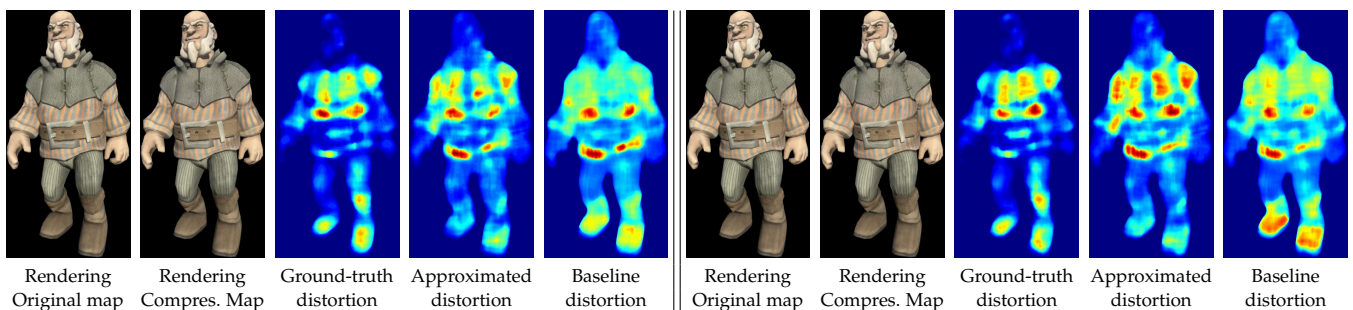 Rendering
Original map
Rendering
Compres. Map
Ground-truth
distortion
Approximated
distortion
Baseline
distortion
Rendering
Original map
Rendering
Compres. Map
Ground-truth
distortion
Approximated
distortion
Baseline
distortion